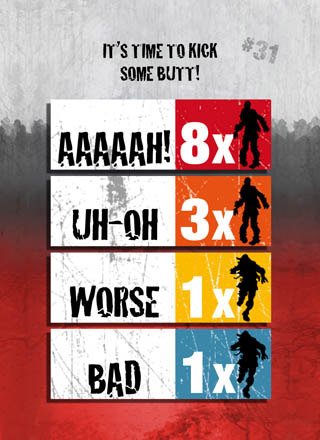 IT'S TIME TO KICK
SOME BUTT!
#31
AAAAAH! 8x
UH-OH 3x
WORSE 1x
BAD 1x